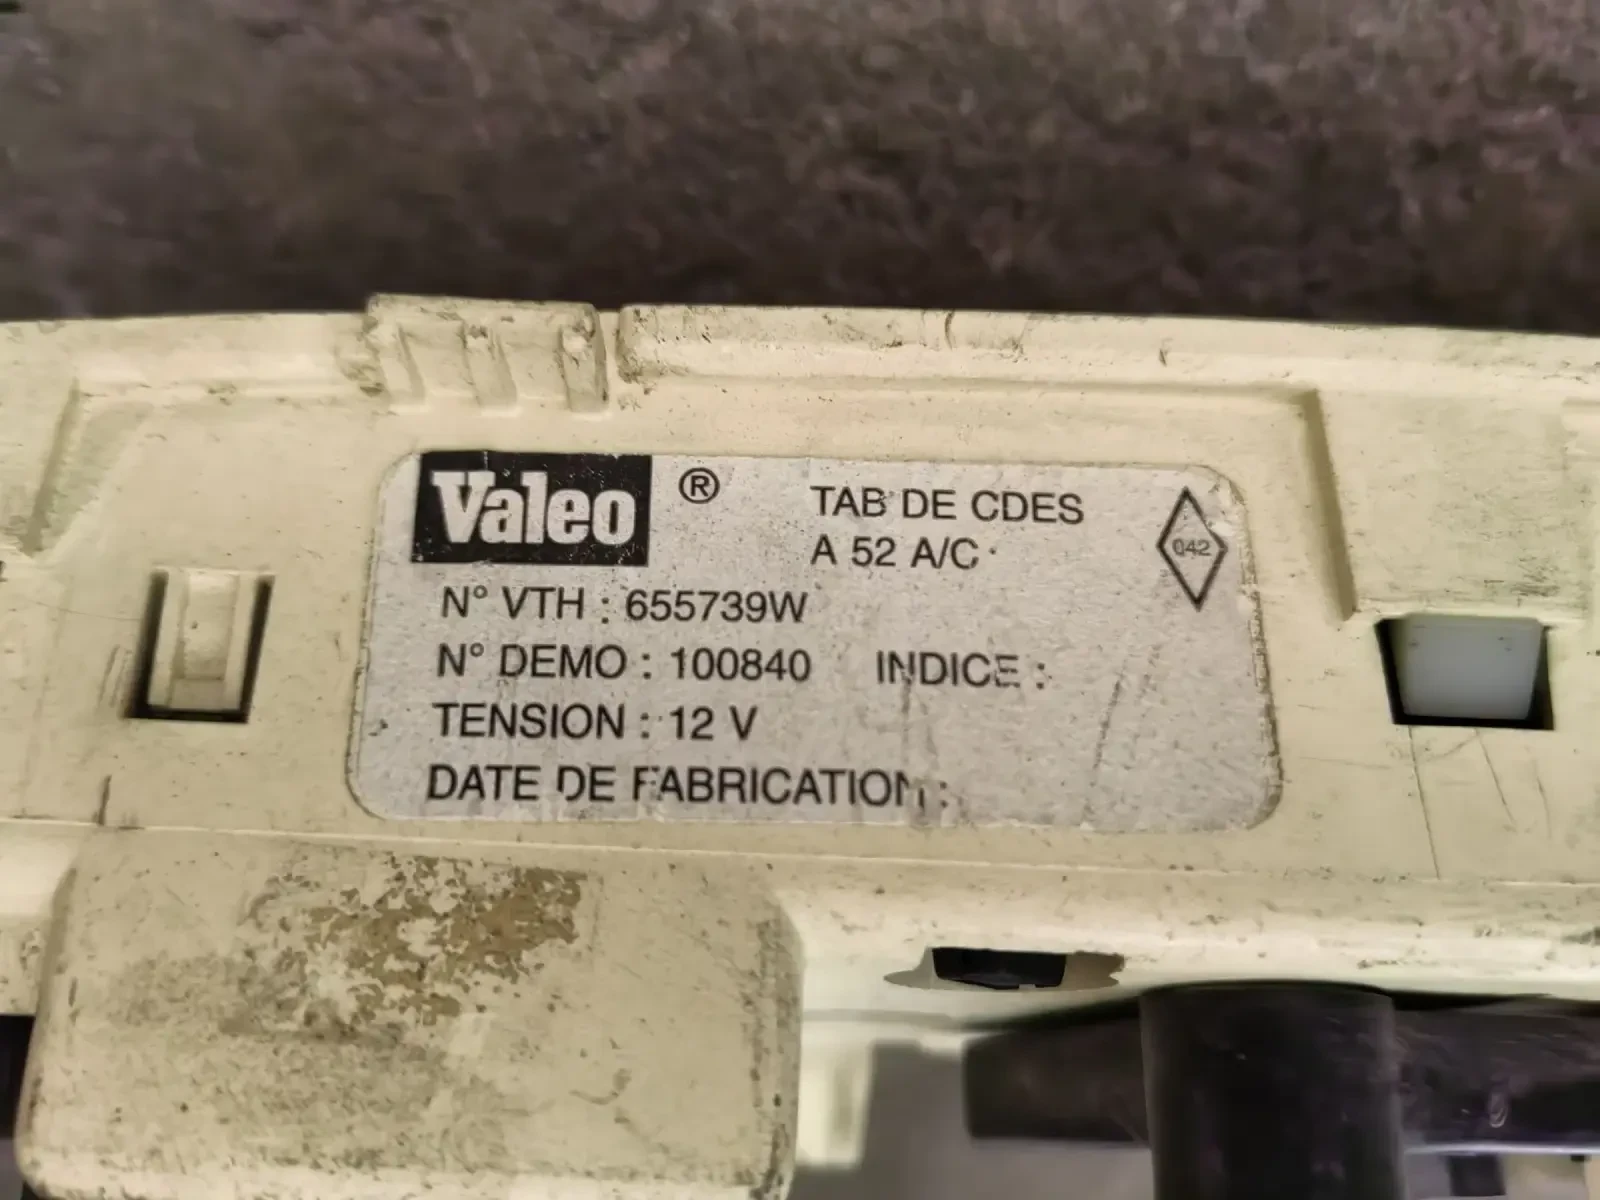 Valeo ®
TAB DE CDES
A 52 A/C
042
N° VTH : 655739W
N° DEMO : 100840 INDICE :
TENSION : 12 V
DATE DE FABRICATION :